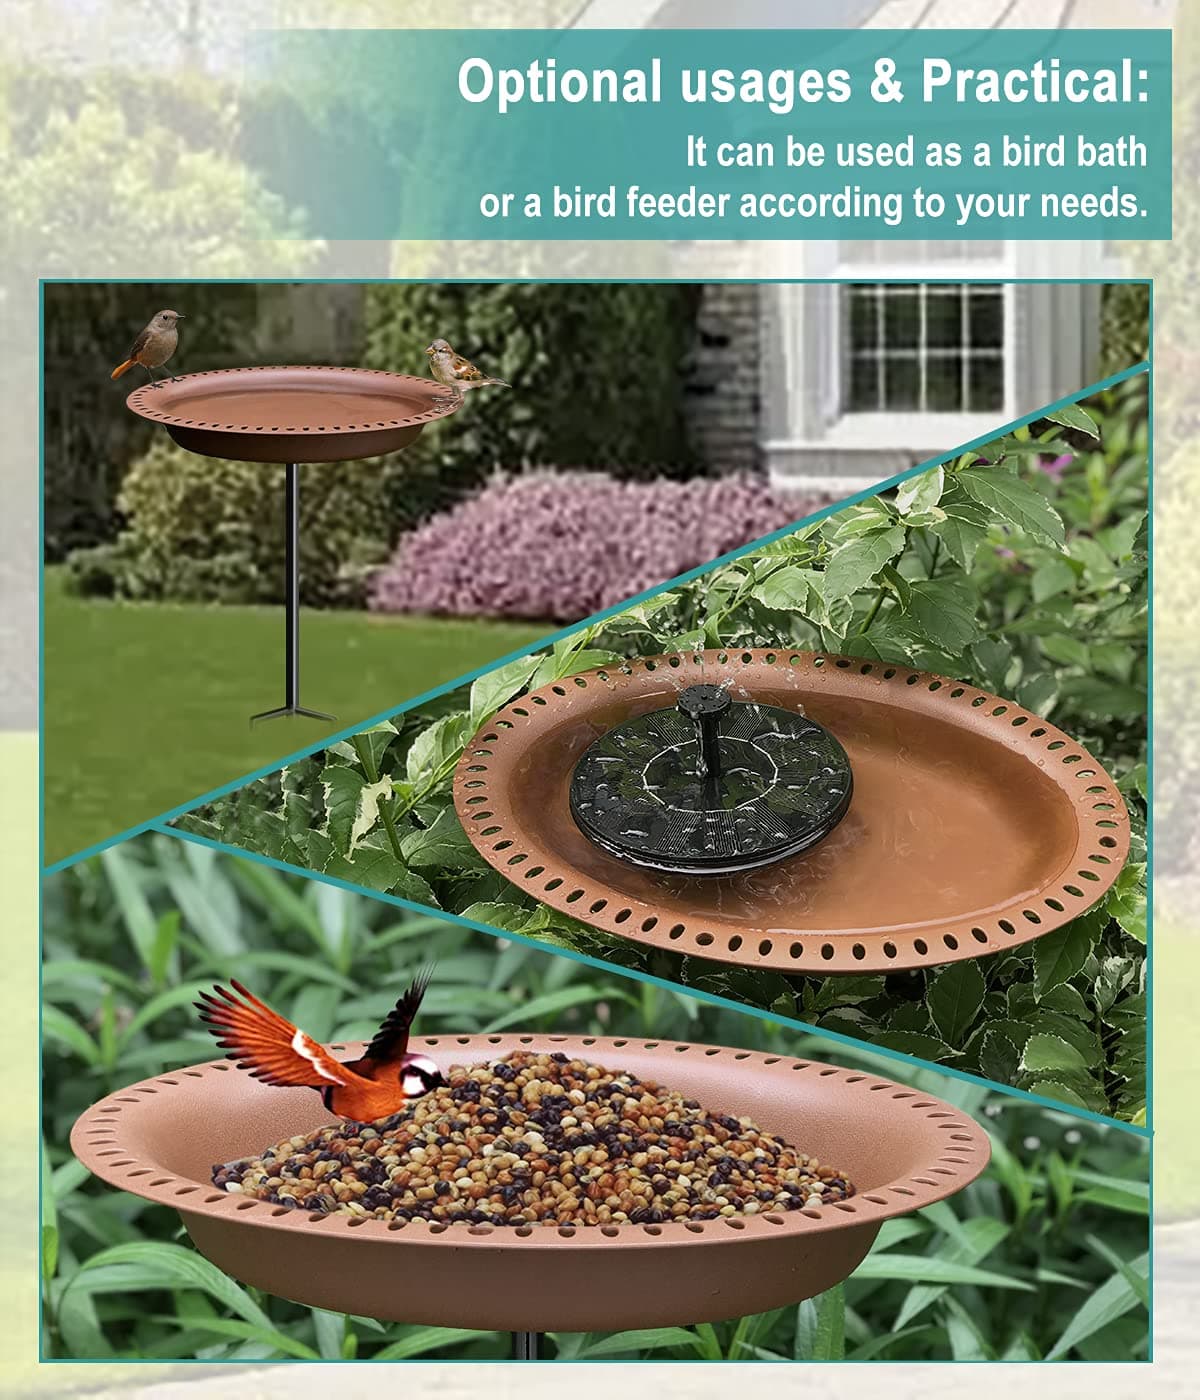 Optional usages & Practical:
It can be used as a bird bath
or a bird feeder according to your needs.